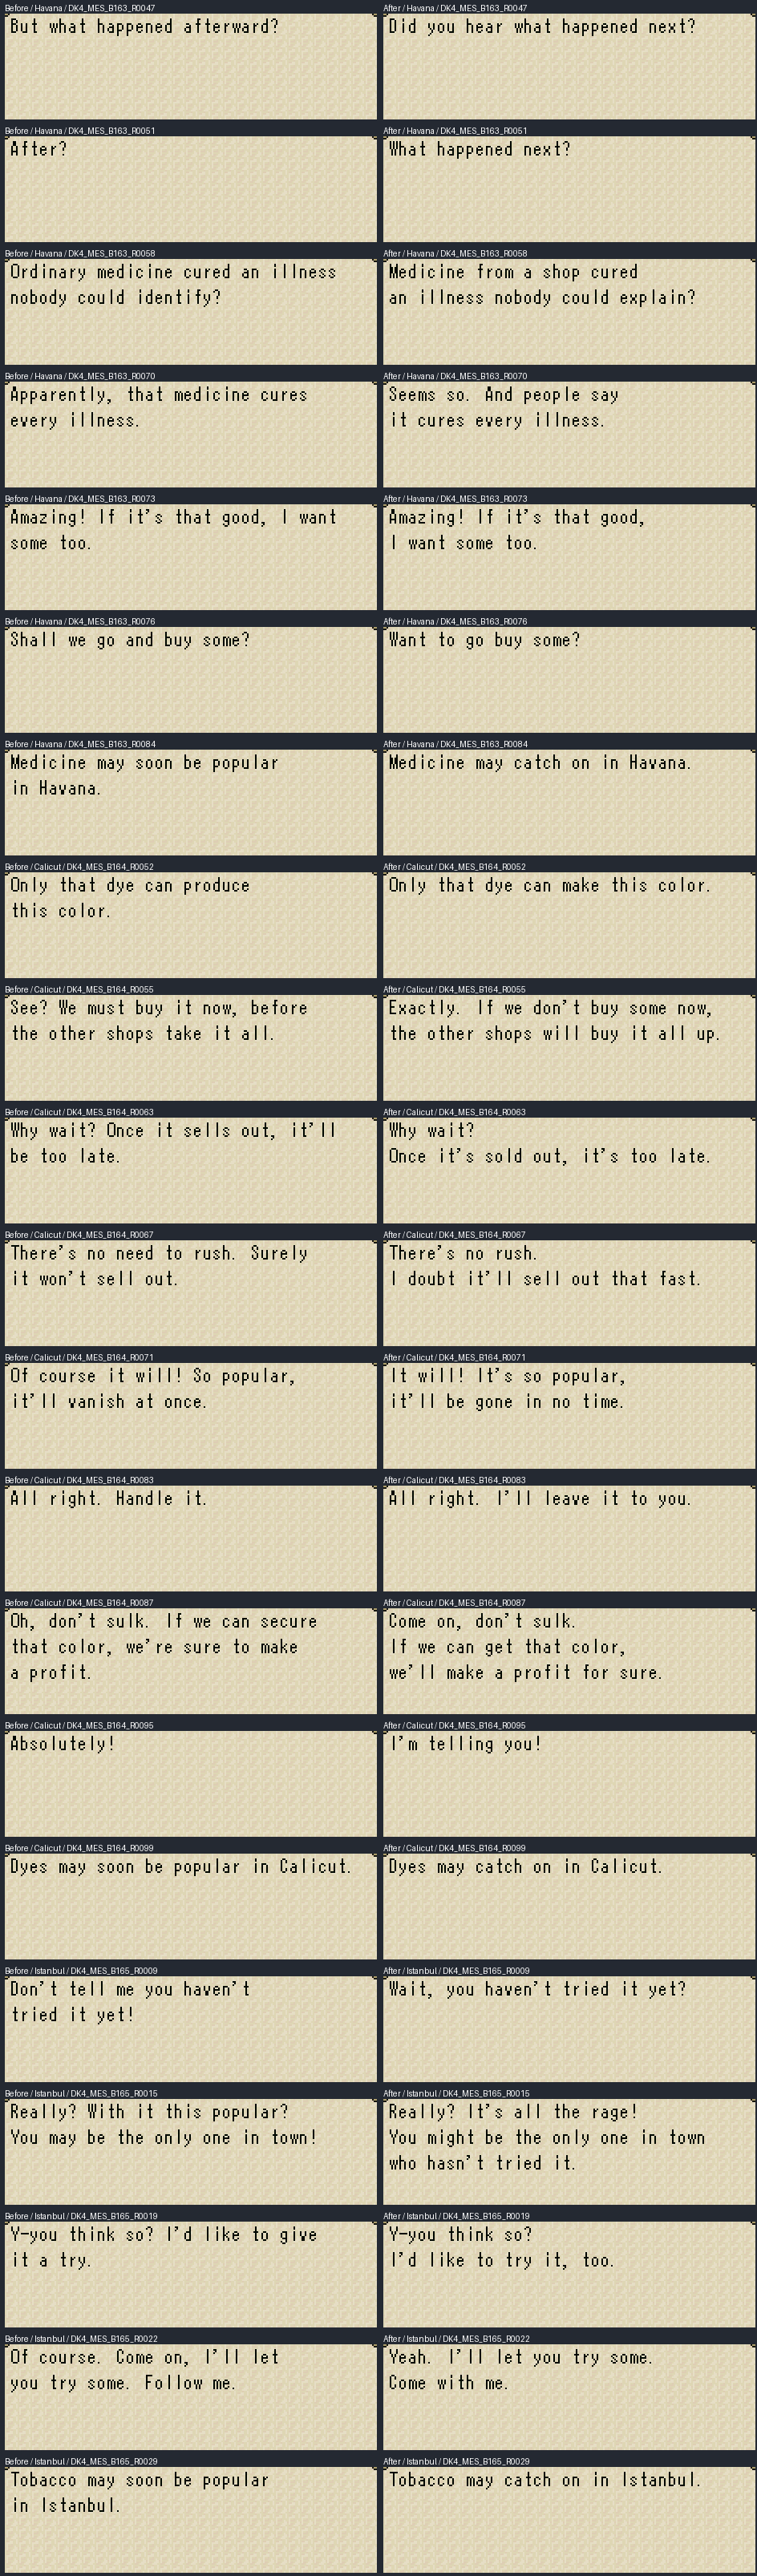 Before / Havana / DK4_MES_B163_R0047
But what happened afterward?
After / Havana / DK4_MES_B163_R0047
Did you hear what happened next?
Before / Havana / DK4_MES_B163_R0051
After?
After / Havana / DK4_MES_B163_R0051
What happened next?
Before / Havana / DK4_MES_B163_R0058
Ordinary medicine cured an illness
nobody could identify?
After / Havana / DK4_MES_B163_R0058
Medicine from a shop cured
an illness nobody could explain?
Before / Havana / DK4_MES_B163_R0070
Apparently, that medicine cures
every illness.
After / Havana / DK4_MES_B163_R0070
Seems so. And people say
it cures every illness.
Before / Havana / DK4_MES_B163_R0073
Amazing! If it's that good, I want
some too.
After / Havana / DK4_MES_B163_R0073
Amazing! If it's that good,
I want some too.
Before / Havana / DK4_MES_B163_R0076
Shall we go and buy some?
After / Havana / DK4_MES_B163_R0076
Want to go buy some?
Before / Havana / DK4_MES_B163_R0084
Medicine may soon be popular
in Havana.
After / Havana / DK4_MES_B163_R0084
Medicine may catch on in Havana.
Before / Calicut / DK4_MES_B164_R0052
Only that dye can produce
this color.
After / Calicut / DK4_MES_B164_R0052
Only that dye can make this color.
Before / Calicut / DK4_MES_B164_R0055
See? We must buy it now, before
the other shops take it all.
After / Calicut / DK4_MES_B164_R0055
Exactly. If we don't buy some now,
the other shops will buy it all up.
Before / Calicut / DK4_MES_B164_R0063
Why wait? Once it sells out, it'll
be too late.
After / Calicut / DK4_MES_B164_R0063
Why wait?
Once it's sold out, it's too late.
Before / Calicut / DK4_MES_B164_R0067
There's no need to rush. Surely
it won't sell out.
After / Calicut / DK4_MES_B164_R0067
There's no rush.
I doubt it'll sell out that fast.
Before / Calicut / DK4_MES_B164_R0071
Of course it will! So popular,
it'll vanish at once.
After / Calicut / DK4_MES_B164_R0071
It will! It's so popular,
it'll be gone in no time.
Before / Calicut / DK4_MES_B164_R0083
All right. Handle it.
After / Calicut / DK4_MES_B164_R0083
All right. I'll leave it to you.
Before / Calicut / DK4_MES_B164_R0087
Oh, don't sulk. If we can secure
that color, we're sure to make
a profit.
After / Calicut / DK4_MES_B164_R0087
Come on, don't sulk.
If we can get that color,
we'll make a profit for sure.
Before / Calicut / DK4_MES_B164_R0095
Absolutely!
After / Calicut / DK4_MES_B164_R0095
I'm telling you!
Before / Calicut / DK4_MES_B164_R0099
Dyes may soon be popular in Calicut.
After / Calicut / DK4_MES_B164_R0099
Dyes may catch on in Calicut.
Before / Istanbul / DK4_MES_B165_R0009
Don't tell me you haven't
tried it yet!
After / Istanbul / DK4_MES_B165_R0009
Wait, you haven't tried it yet?
Before / Istanbul / DK4_MES_B165_R0015
Really? With it this popular?
You may be the only one in town!
After / Istanbul / DK4_MES_B165_R0015
Really? It's all the rage!
You might be the only one in town
who hasn't tried it.
Before / Istanbul / DK4_MES_B165_R0019
Y-you think so? I'd like to give
it a try.
After / Istanbul / DK4_MES_B165_R0019
Y-you think so?
I'd like to try it, too.
Before / Istanbul / DK4_MES_B165_R0022
Of course. Come on, I'll let
you try some. Follow me.
After / Istanbul / DK4_MES_B165_R0022
Yeah. I'll let you try some.
Come with me.
Before / Istanbul / DK4_MES_B165_R0029
Tobacco may soon be popular
in Istanbul.
After / Istanbul / DK4_MES_B165_R0029
Tobacco may catch on in Istanbul.